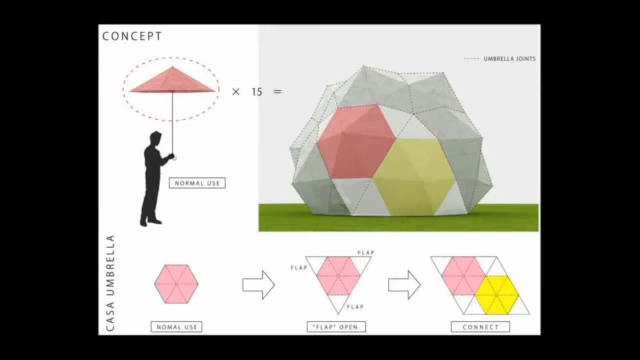 CONCEPT
UMBRELLA JOINTS
× 15 =
NORMAL USE
CASA UMBRELLA
FLAP
FLAP
FLAP
NOMAL USE
"FLAP" OPEN
CONNECT